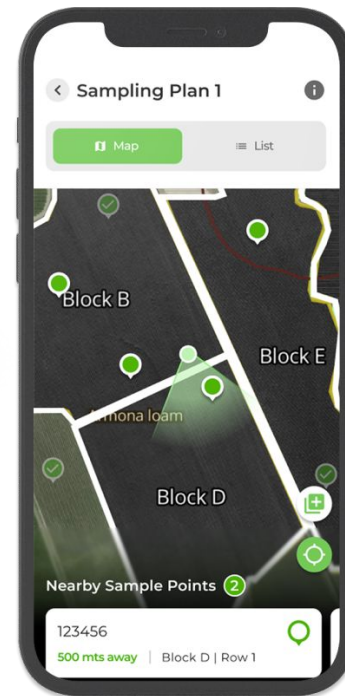 Sampling Plan 1
Map
List
Block B
Block E
Armona loam
Block D
Nearby Sample Points 2
123456
500 mts away | Block D | Row 1